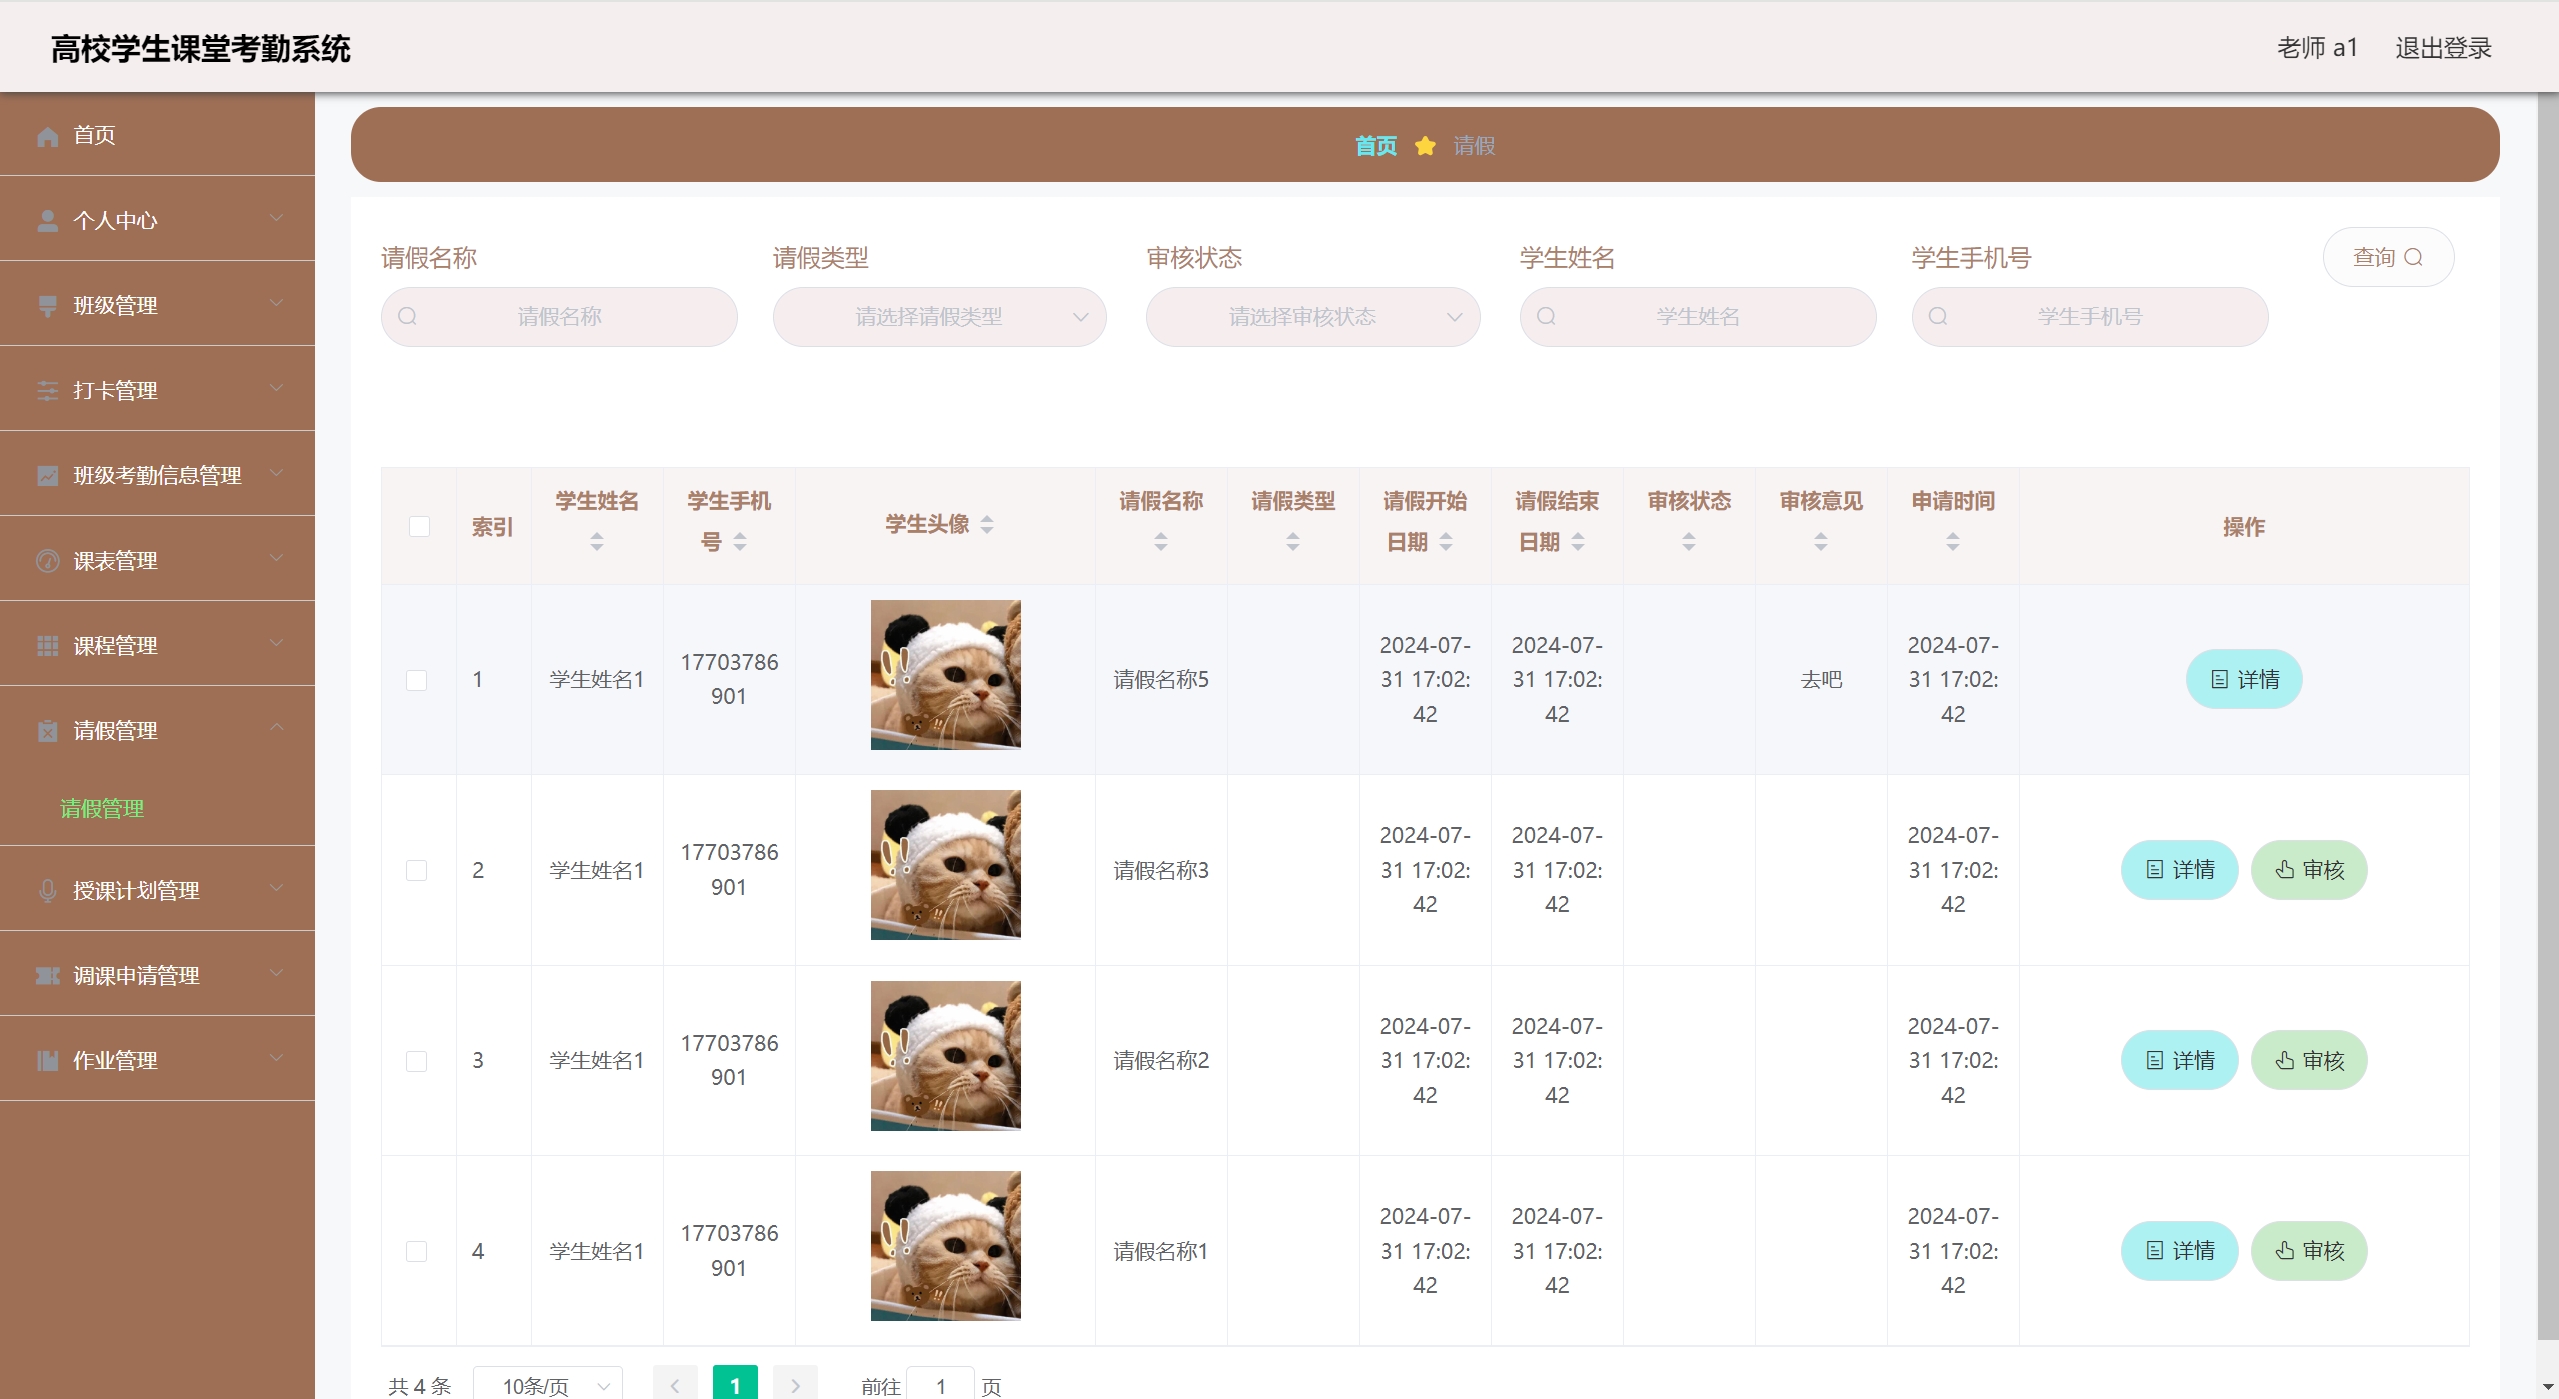 高校学生课堂考勤系统
老师 a1 退出登录
首页
个人中心
班级管理
打卡管理
班级考勤信息管理
课表管理
课程管理
请假管理
请假管理
授课计划管理
调课申请管理
作业管理
首页 请假
请假名称 请假类型 审核状态 学生姓名 学生手机号 查询
请假名称 请选择请假类型 请选择审核状态 学生姓名 学生手机号
索引 学生姓名 学生手机号 学生头像 请假名称 请假类型 请假开始日期 请假结束日期 审核状态 审核意见 申请时间 操作
1 学生姓名1 17703786901 请假名称5 2024-07-31 17:02:42 2024-07-31 17:02:42 去吧 2024-07-31 17:02:42 详情
2 学生姓名1 17703786901 请假名称3 2024-07-31 17:02:42 2024-07-31 17:02:42 2024-07-31 17:02:42 详情 审核
3 学生姓名1 17703786901 请假名称2 2024-07-31 17:02:42 2024-07-31 17:02:42 2024-07-31 17:02:42 详情 审核
4 学生姓名1 17703786901 请假名称1 2024-07-31 17:02:42 2024-07-31 17:02:42 2024-07-31 17:02:42 详情 审核
共 4 条 10条/页 1 前往 1 页